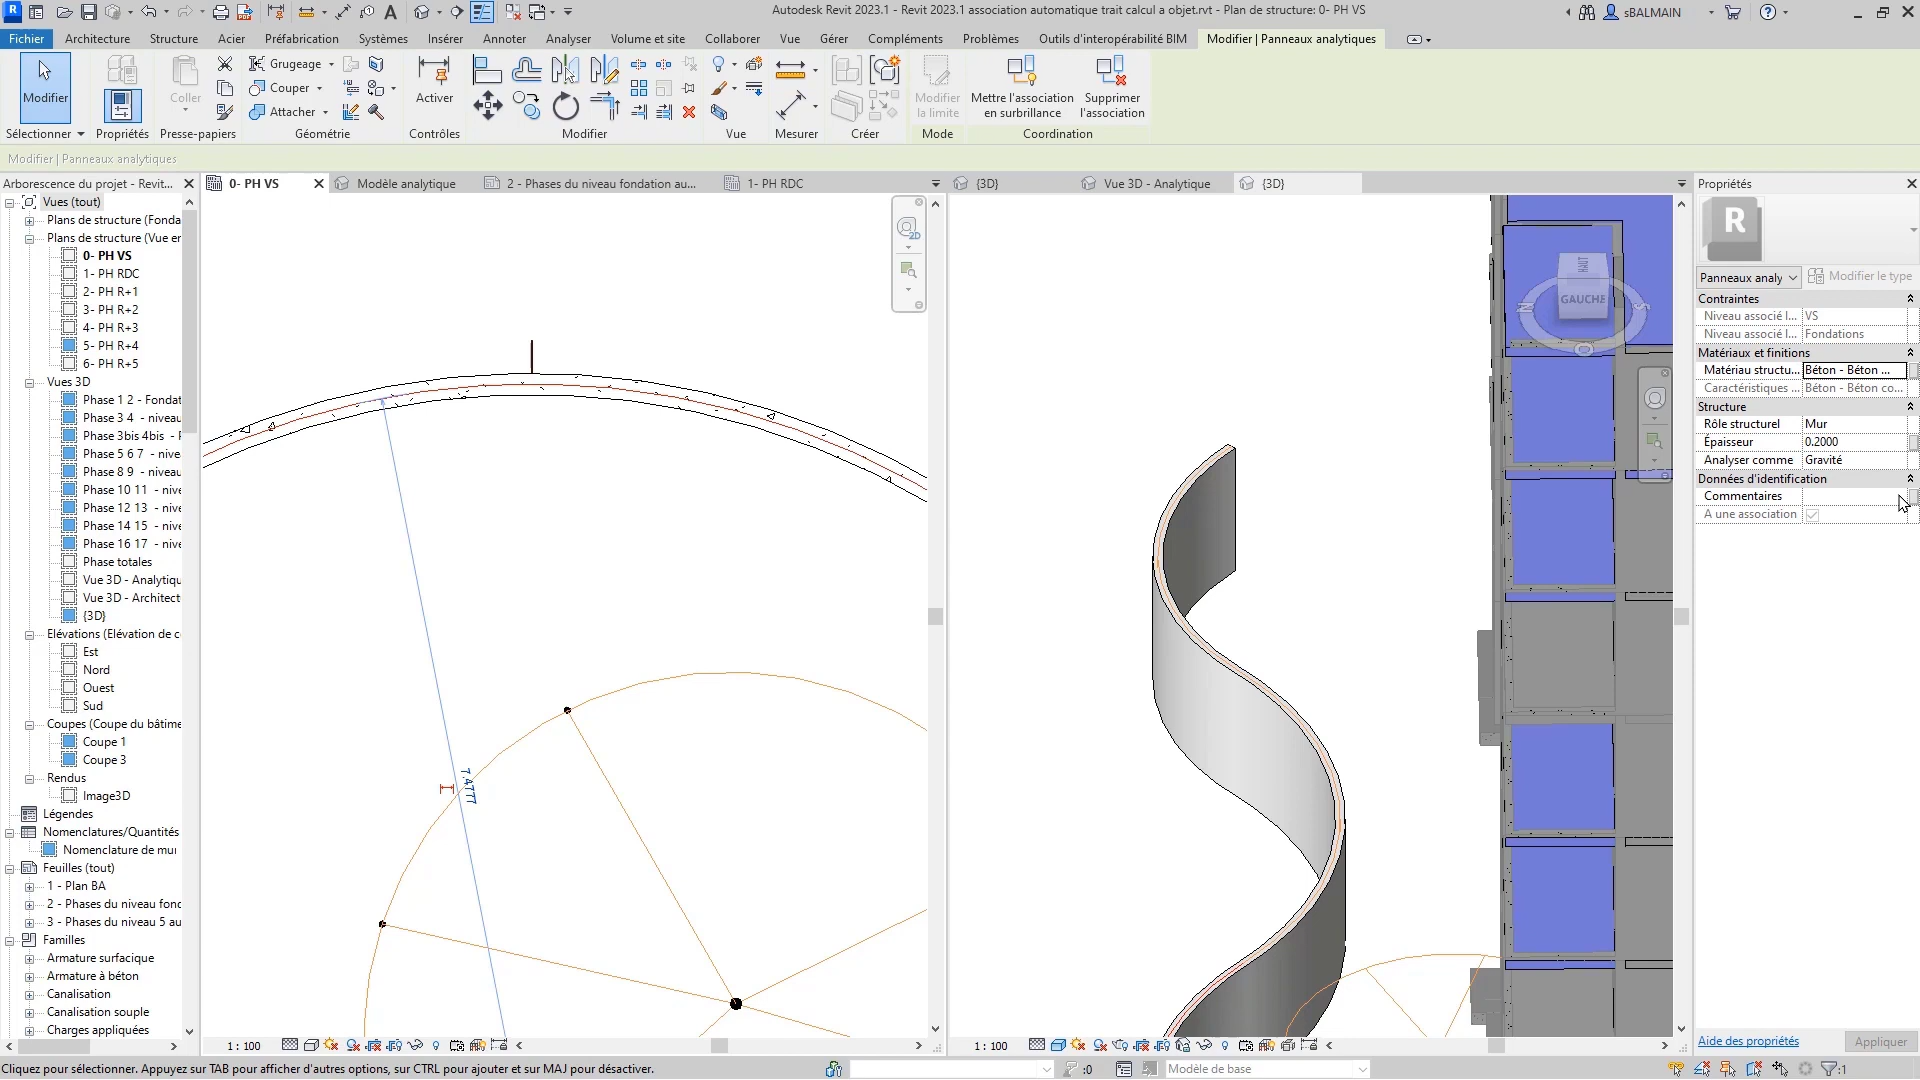 Autodesk Revit 2023.1 - Revit 2023.1 association automatique trait calcul a objet.rvt - Plan de structure: 0- PH VS
sBALMAIN
Fichier Architecture Structure Acier Préfabrication Systèmes Insérer Annoter Analyser Volume et site Collaborer Vue Gérer Compléments Problèmes Outils d'interopérabilité BIM Modifier | Panneaux analytiques
Modifier
Coller
Grugeage
Couper
Attacher
Activer
Modifier
la limite
Mettre l'association
en surbrillance
Supprimer
l'association
Sélectionner Propriétés Presse-papiers Géométrie Contrôles Modifier Vue Mesurer Créer Mode Coordination
Modifier | Panneaux analytiques
Arborescence du projet - Revit...
0- PH VS
Modèle analytique
2 - Phases du niveau fondation au...
1- PH RDC
{3D}
Vue 3D - Analytique
{3D}
Vues (tout)
Plans de structure (Fonda
Plans de structure (Vue er
0- PH VS
1- PH RDC
2- PH R+1
3- PH R+2
4- PH R+3
5- PH R+4
6- PH R+5
Vues 3D
Phase 1 2 - Fondat
Phase 3 4 - niveau
Phase 3bis 4bis - F
Phase 5 6 7 - nivea
Phase 8 9 - niveau
Phase 10 11 - nive
Phase 12 13 - nive
Phase 14 15 - nive
Phase 16 17 - nive
Phase totales
Vue 3D - Analytiqu
Vue 3D - Architect
{3D}
Elévations (Elévation de c
Est
Nord
Ouest
Sud
Coupes (Coupe du bâtime
Coupe 1
Coupe 3
Rendus
Image3D
Légendes
Nomenclatures/Quantités
Nomenclature de mu
Feuilles (tout)
1 - Plan BA
2 - Phases du niveau fond
3 - Phases du niveau 5 au
Familles
Armature surfacique
Armature à béton
Canalisation
Canalisation souple
Charges appliquées
2D
7.4777
HAUT
GAUCHE
N
Propriétés
R
Panneaux analy
Modifier le type
Contraintes
Niveau associé l... VS
Niveau associé l... Fondations
Matériaux et finitions
Matériau structu... Béton - Béton ...
Caractéristiques ... Béton - Béton co...
Structure
Rôle structurel Mur
Épaisseur 0.2000
Analyser comme Gravité
Données d'identification
Commentaires
A une association
Aide des propriétés
Appliquer
1 : 100
1 : 100
Cliquez pour sélectionner. Appuyez sur TAB pour afficher d'autres options, sur CTRL pour ajouter et sur MAJ pour désactiver.
:0
Modèle de base
:1